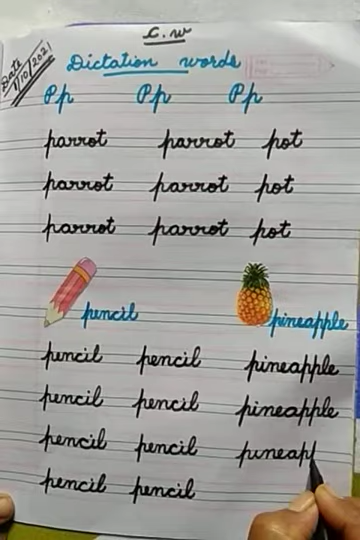 C.W
Date 1/10/2021
Dictation words
Pp Pp Pp
parrot parrot pot
parrot parrot pot
parrot parrot pot
pencil pineapple
pencil pencil pineapple
pencil pencil pineapple
pencil pencil pineap
pencil pencil